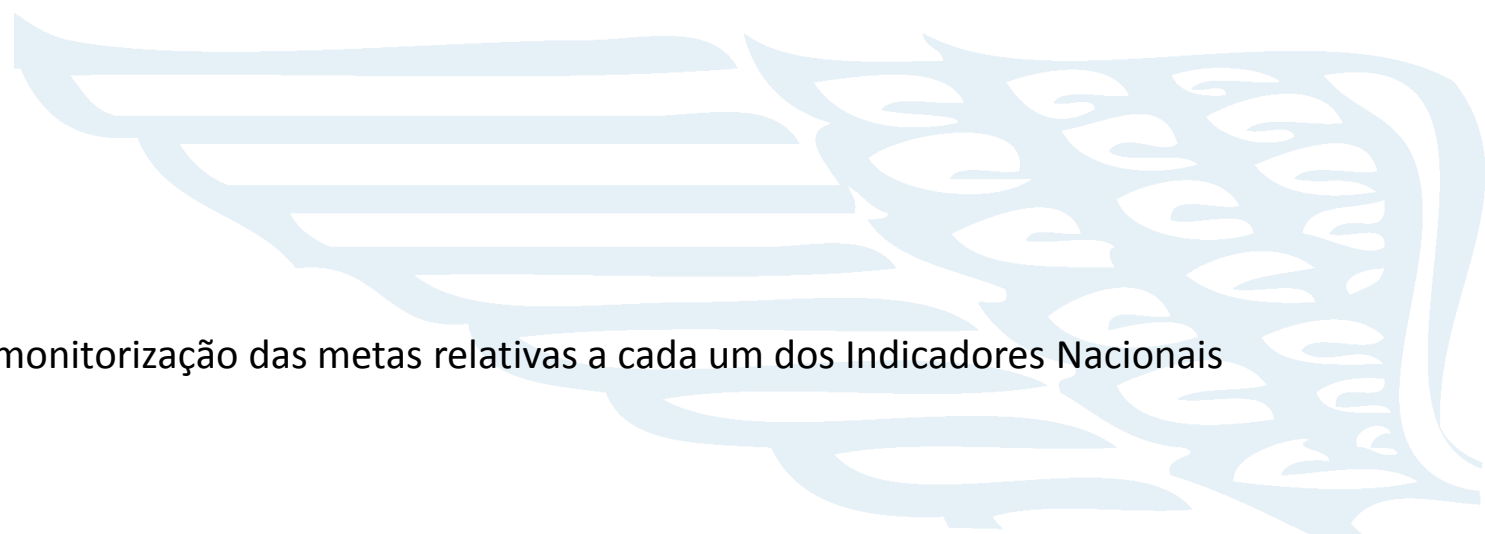 monitorização das metas relativas a cada um dos Indicadores Nacionais